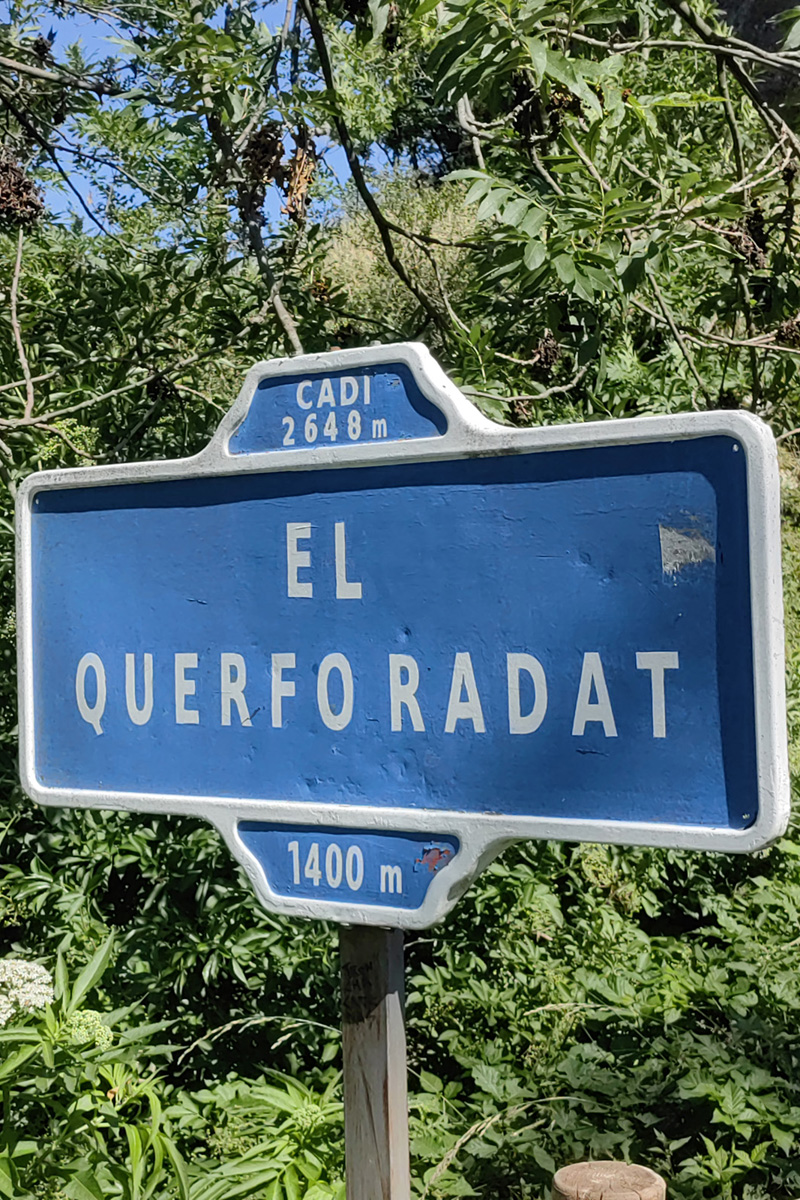 CADI
2648 m
EL
QUERFORADAT
1400 m